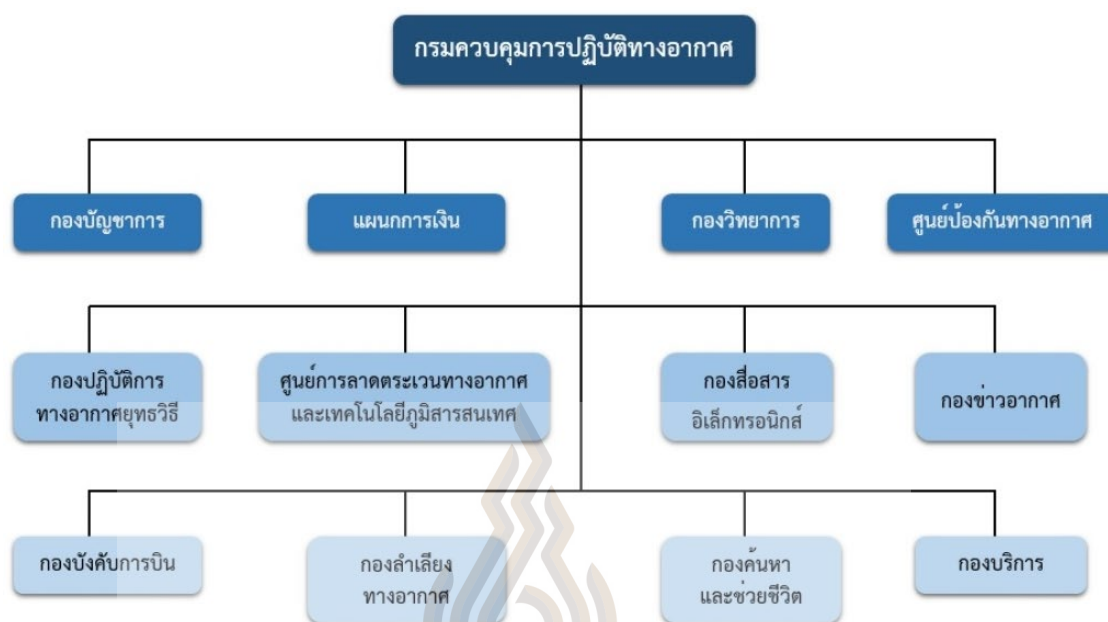 กรมควบคุมการปฏิบัติทางอากาศ
กองบัญชาการ
แผนกการเงิน
กองวิทยาการ
ศูนย์ป้องกันทางอากาศ
กองปฏิบัติการ
ทางอากาศยุทธวิธี
ศูนย์การลาดตระเวนทางอากาศ
และเทคโนโลยีภูมิสารสนเทศ
กองสื่อสาร
อิเล็กทรอนิกส์
กองข่าวอากาศ
กองบังคับการบิน
กองลำเลียง
ทางอากาศ
กองค้นหา
และช่วยชีวิต
กองบริการ